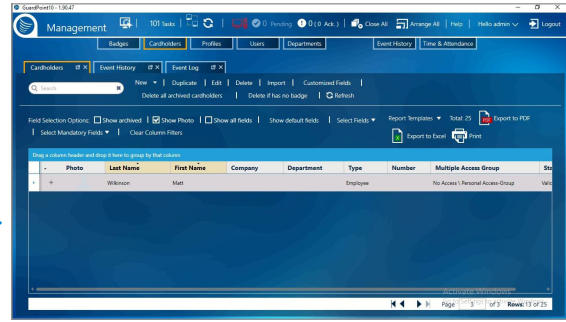 GuardPoint10 - 1.90.47
Management 101 Tasks 0 Pending 0 ( 0 Ack. ) Close All Arrange All Help Hello admin Logout
Badges Cardholders Profiles Users Departments Event History Time & Attendance
Cardholders Event History Event Log
Search New Duplicate Edit Delete Import Customized Fields
Delete all archived cardholders Delete if has no badge Refresh
Field Selection Options: Show archived Show Photo Show all fields Show default fields Select Fields Report Templates Total: 25 Export to PDF
Select Mandatory Fields Clear Column Filters Export to Excel Print
Drag a column header and drop it here to group by that column
- Photo Last Name First Name Company Department Type Number Multiple Access Group Sta
Wilkinson Matt Employee No Access \ Personal Access-Group Valid
Activate Windows
Page 3 of 3 Rows: 13 of 25